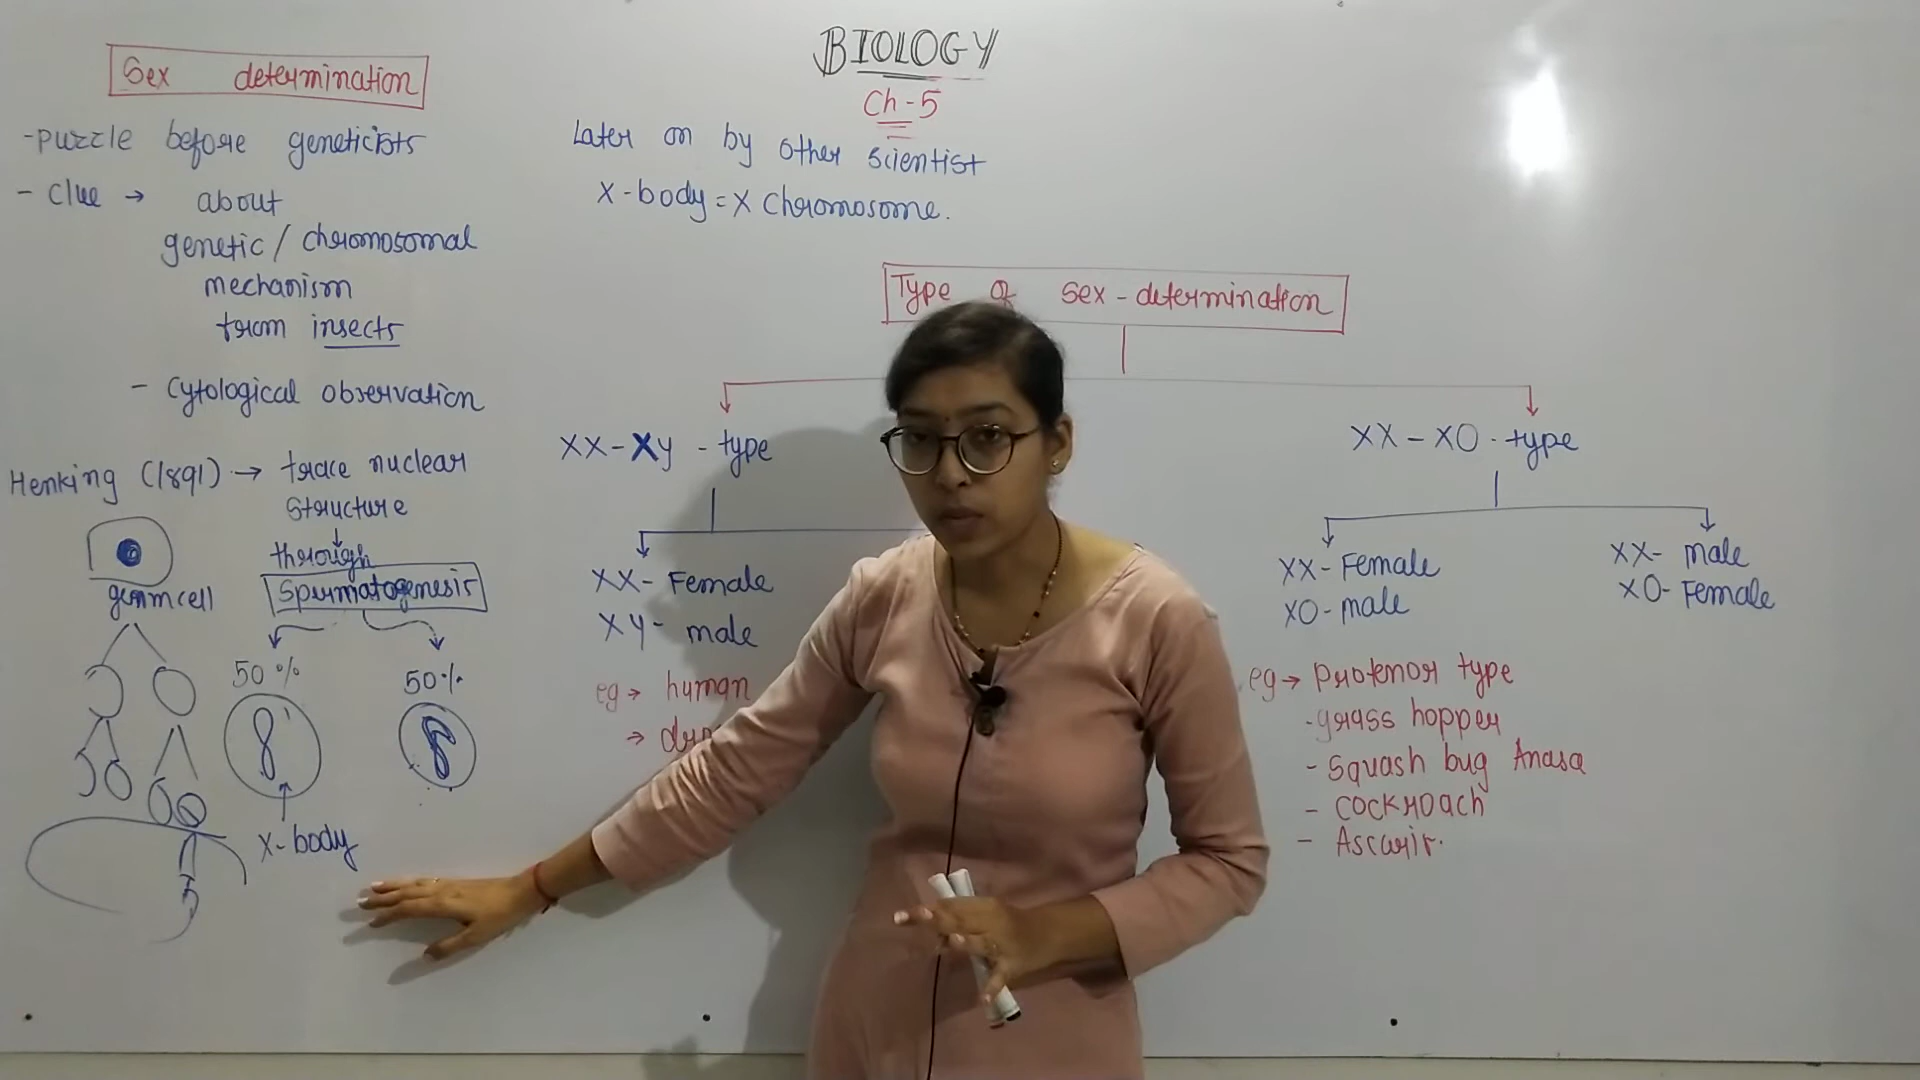 BIOLOGY
Ch-5
Sex determination
-puzzle before geneticists
- Clue → about
genetic / chromosomal
mechanism
from insects
- Cytological observation
Henking (1891) → trace nuclear
structure
through
Spermatogenesis
germcell
50%
50%
X-body
Later on by other scientist
X-body = X Chromosome.
Type of Sex-determination
XX-Xy - type
XX-Female
Xy- male
eg → human
→
XX-XO-type
XX-Female
XO-male
XX- male
XO-Female
eg → Protenor type
-grass hopper
- Squash bug Anasa
- Cockroach
- Ascarir.